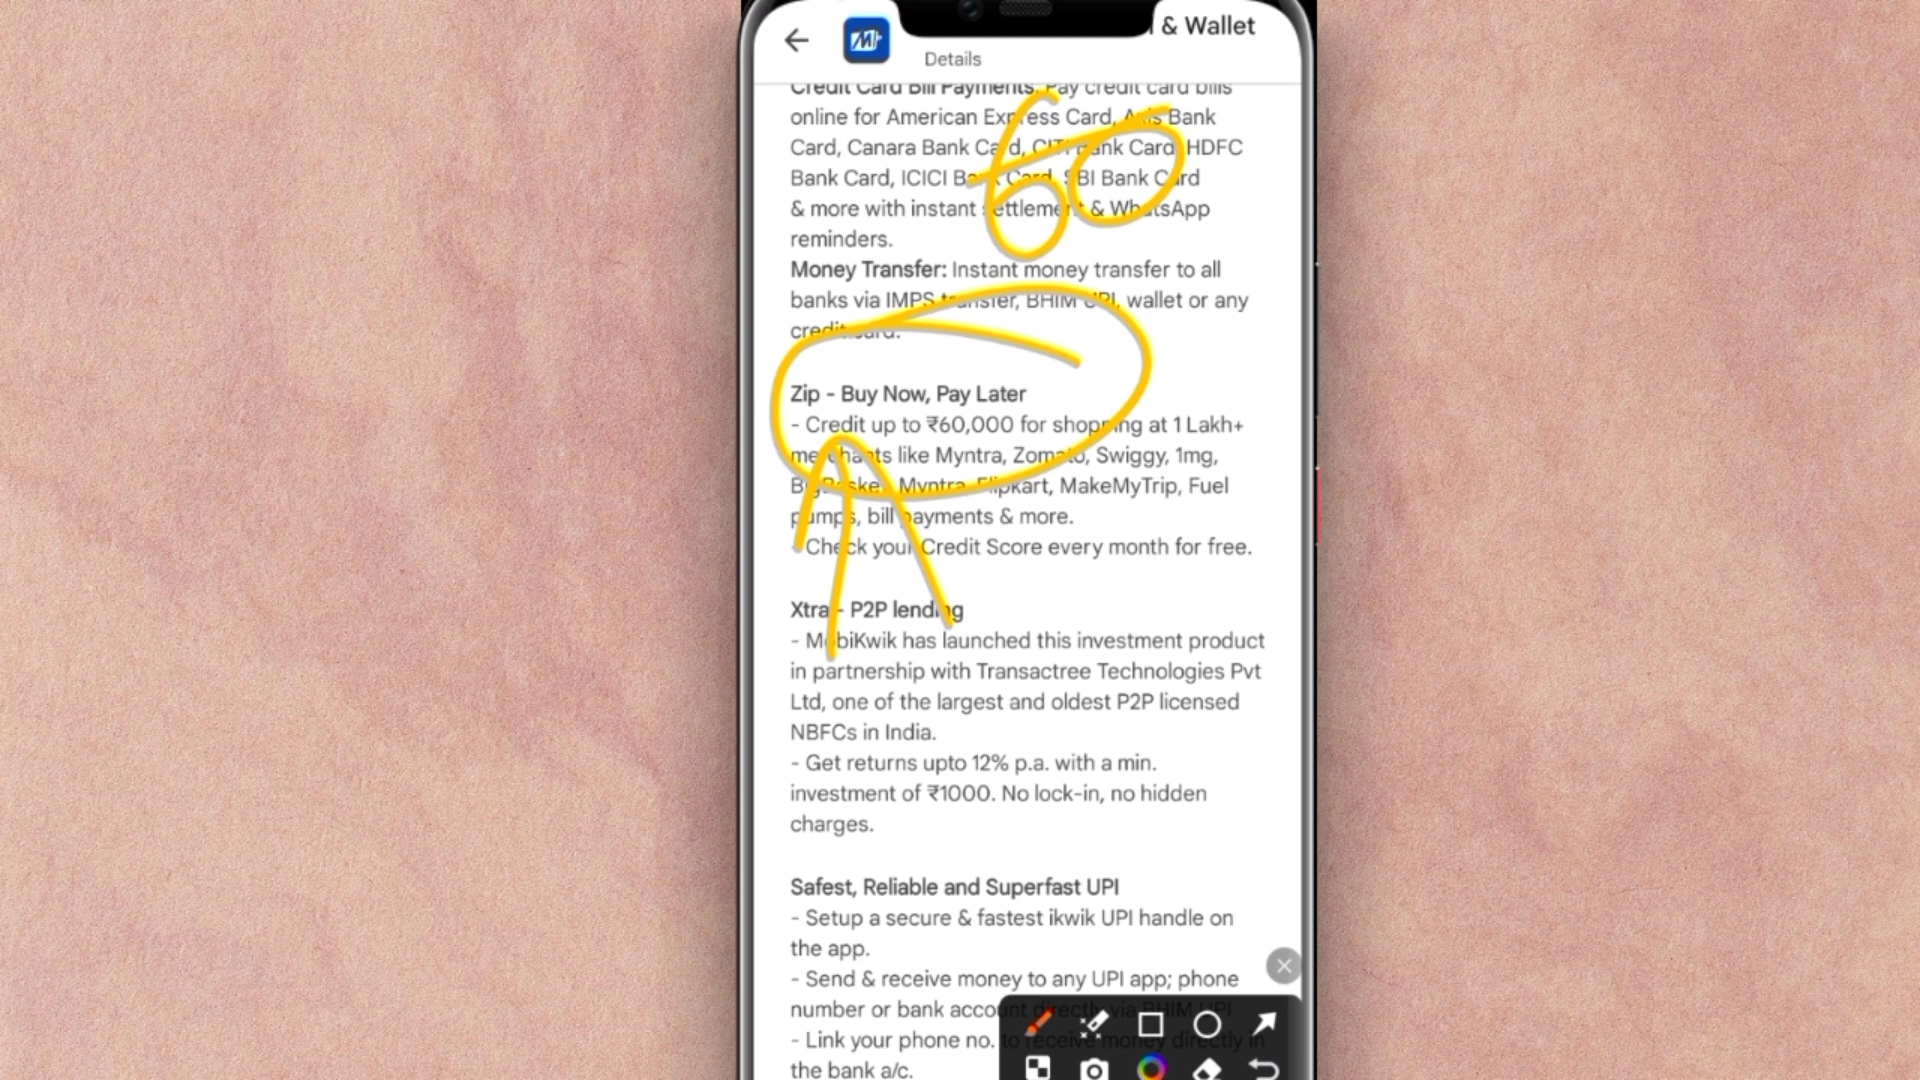 & Wallet
Details
Credit Card Bill Payments: Pay credit card bills
online for American Express Card, Axis Bank
Card, Canara Bank Card, CITI Bank Card, HDFC
Bank Card, ICICI Bank Card, SBI Bank Card
& more with instant settlement & WhatsApp
reminders.
60
Money Transfer: Instant money transfer to all
banks via IMPS transfer, BHIM UPI, wallet or any
credit card.
Zip - Buy Now, Pay Later
- Credit up to ₹60,000 for shopping at 1 Lakh+
merchants like Myntra, Zomato, Swiggy, 1mg,
BigBasket, Myntra, Flipkart, MakeMyTrip, Fuel
pumps, bill payments & more.
- Check your Credit Score every month for free.
Xtra - P2P lending
- MobiKwik has launched this investment product
in partnership with Transactree Technologies Pvt
Ltd, one of the largest and oldest P2P licensed
NBFCs in India.
- Get returns upto 12% p.a. with a min.
investment of ₹1000. No lock-in, no hidden
charges.
Safest, Reliable and Superfast UPI
- Setup a secure & fastest ikwik UPI handle on
the app.
- Send & receive money to any UPI app; phone
number or bank account directly via BHIM UPI
- Link your phone no. to receive money directly in
the bank a/c.